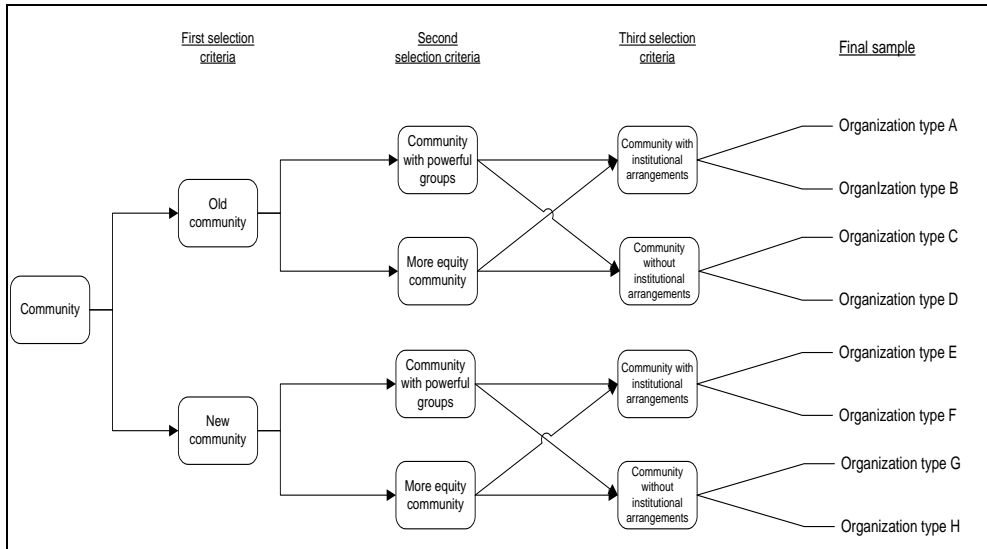 First selection
criteria
Second
selection criteria
Third selection
criteria
Final sample
Community
Old
community
New
community
Community
with powerful
groups
More equity
community
Community
with powerful
groups
More equity
community
Community with
institutional
arrangements
Community
without
institutional
arrangements
Community with
institutional
arrangements
Community
without
institutional
arrangements
Organization type A
OrganIzation type B
Organization type C
Organization type D
Organization type E
Organization type F
Organization type G
Organization type H